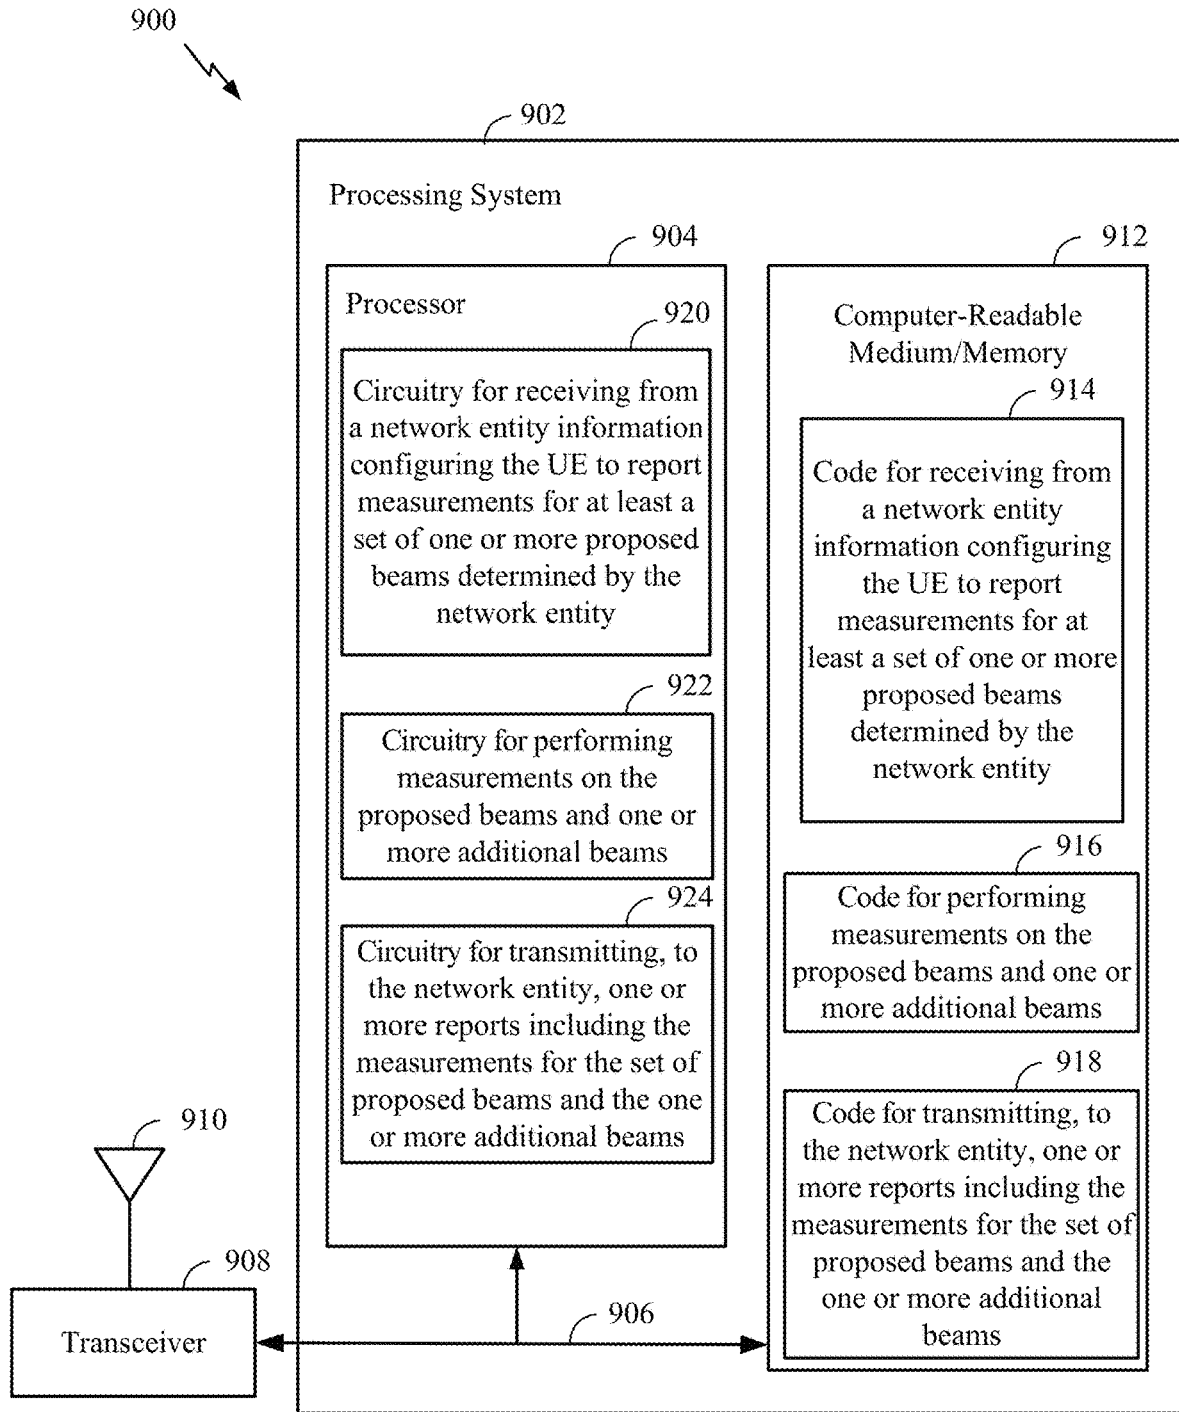 900
902
Processing System
904
Processor
920
Circuitry for receiving from
a network entity information
configuring the UE to report
measurements for at least a
set of one or more proposed
beams determined by the
network entity
922
Circuitry for performing
measurements on the
proposed beams and one or
more additional beams
924
Circuitry for transmitting, to
the network entity, one or
more reports including the
measurements for the set of
proposed beams and the one
or more additional beams
912
Computer-Readable
Medium/Memory
914
Code for receiving from
a network entity
information configuring
the UE to report
measurements for at
least a set of one or more
proposed beams
determined by the
network entity
916
Code for performing
measurements on the
proposed beams and one or
more additional beams
918
Code for transmitting, to
the network entity, one or
more reports including the
measurements for the set of
proposed beams and the
one or more additional
beams
910
908
Transceiver
906